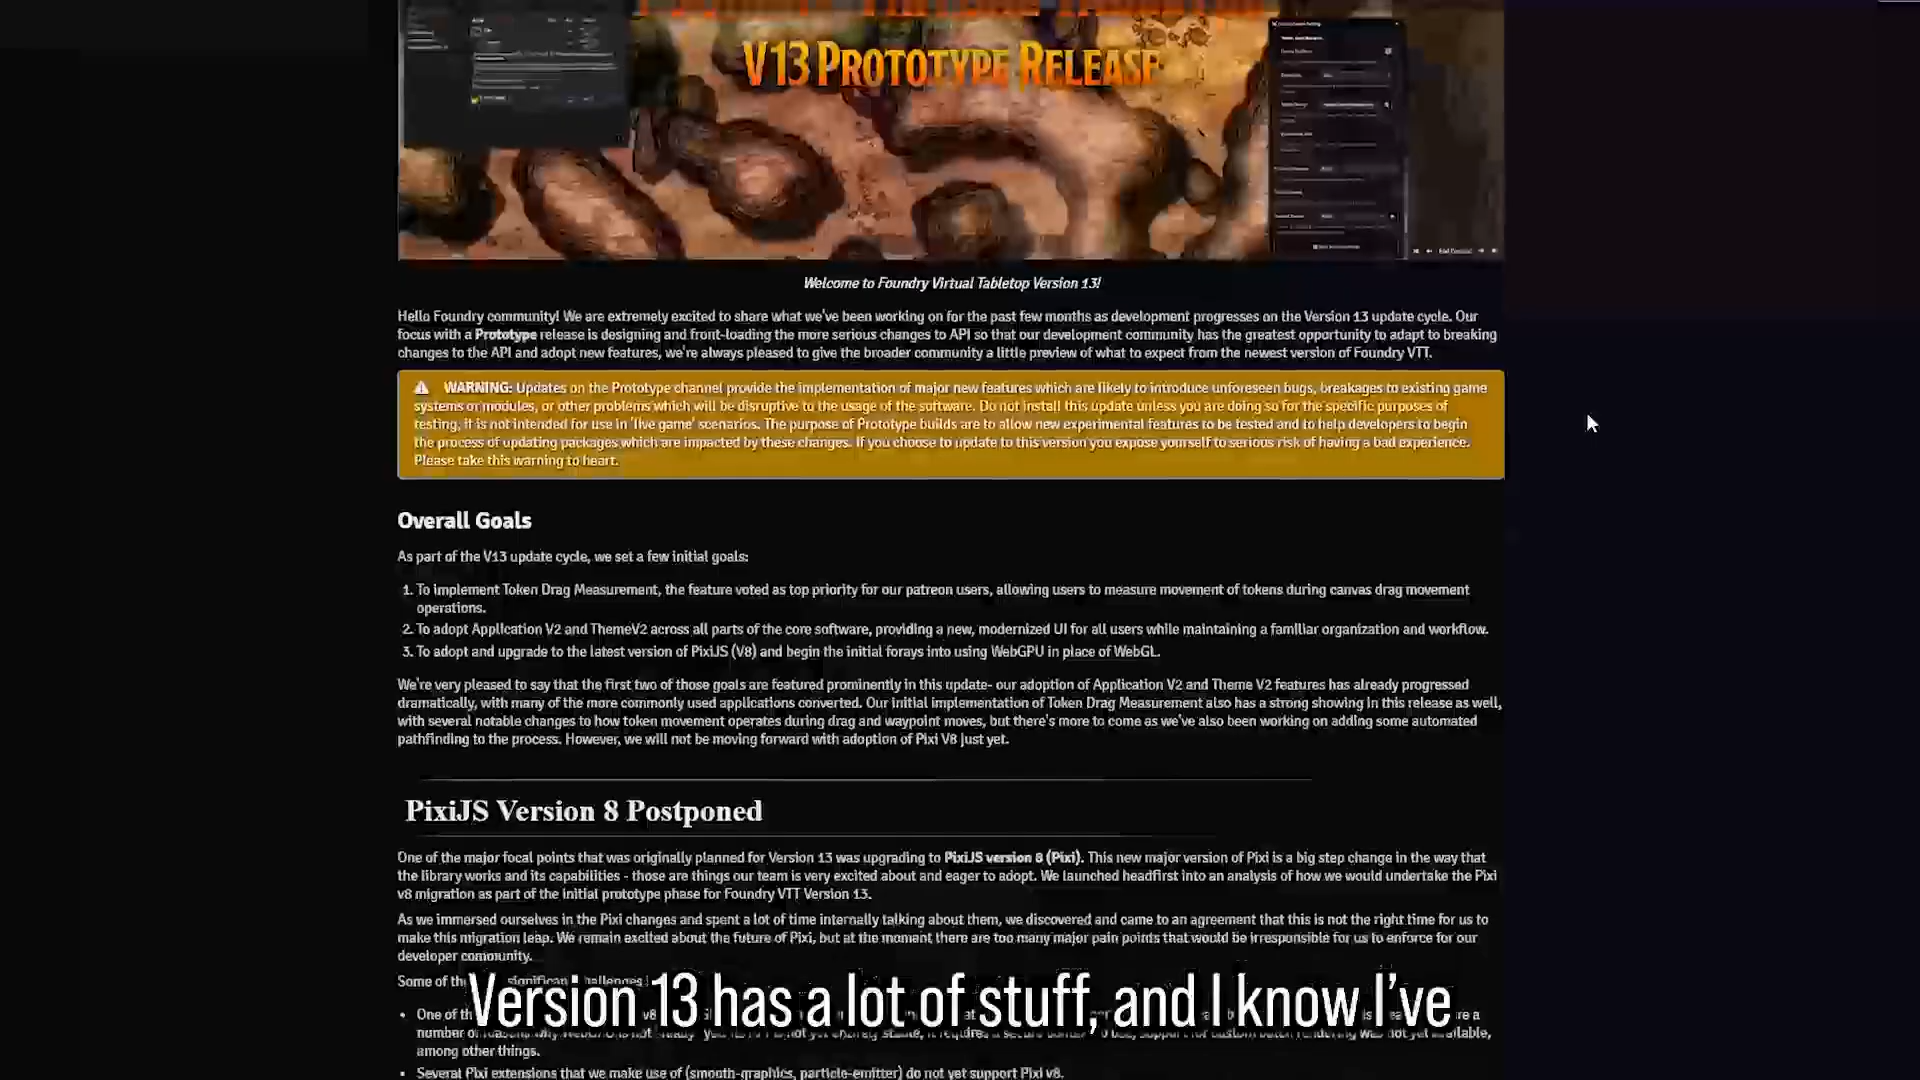 V13 PROTOTYPE RELEASE
Welcome to Foundry Virtual Tabletop Version 13!
Hello Foundry community! We are extremely excited to share what we've been working on for the past few months as development progresses on the Version 13 update cycle. Our
focus with a Prototype release is designing and front-loading the more serious changes to API so that our development community has the greatest opportunity to adapt to breaking
changes to the API and adopt new features, we're always pleased to give the broader community a little preview of what to expect from the newest version of Foundry VTT.
WARNING: Updates on the Prototype channel provide the implementation of major new features which are likely to introduce unforeseen bugs, breakages to existing game
systems or modules, or other problems which will be disruptive to the usage of the software. Do not install this update unless you are doing so for the specific purposes of
testing, it is not intended for use in 'live game' scenarios. The purpose of Prototype builds are to allow new experimental features to be tested and to help developers to begin
the process of updating packages which are impacted by these changes. If you choose to update to this version you expose yourself to serious risk of having a bad experience.
Please take this warning to heart.
Overall Goals
As part of the V13 update cycle, we set a few initial goals:
1. To implement Token Drag Measurement, the feature voted as top priority for our patreon users, allowing users to measure movement of tokens during canvas drag movement
operations.
2. To adopt Application V2 and ThemeV2 across all parts of the core software, providing a new, modernized UI for all users while maintaining a familiar organization and workflow.
3. To adopt and upgrade to the latest version of PixiJS (V8) and begin the initial forays into using WebGPU in place of WebGL.
We're very pleased to say that the first two of those goals are featured prominently in this update- our adoption of Application V2 and Theme V2 features has already progressed
dramatically, with many of the more commonly used applications converted. Our initial implementation of Token Drag Measurement also has a strong showing in this release as well,
with several notable changes to how token movement operates during drag and waypoint moves, but there's more to come as we've also been working on adding some automated
pathfinding to the process. However, we will not be moving forward with adoption of Pixi V8 just yet.
PixiJS Version 8 Postponed
One of the major focal points that was originally planned for Version 13 was upgrading to PixiJS version 8 (Pixi). This new major version of Pixi is a big step change in the way that
the library works and its capabilities - those are things our team is very excited about and eager to adopt. We launched headfirst into an analysis of how we would undertake the Pixi
v8 migration as part of the initial prototype phase for Foundry VTT Version 13.
As we immersed ourselves in the Pixi changes and spent a lot of time internally talking about them, we discovered and came to an agreement that this is not the right time for us to
make this migration leap. We remain excited about the future of Pixi, but at the moment there are too many major pain points that would be irresponsible for us to enforce for our
developer community.
Some of the significant challenges
Version 13 has a lot of stuff, and I know I've
• One of th
number of
among other things.
• Several Pixi extensions that we make use of (smooth-graphics, particle-emitter) do not yet support Pixi v8.